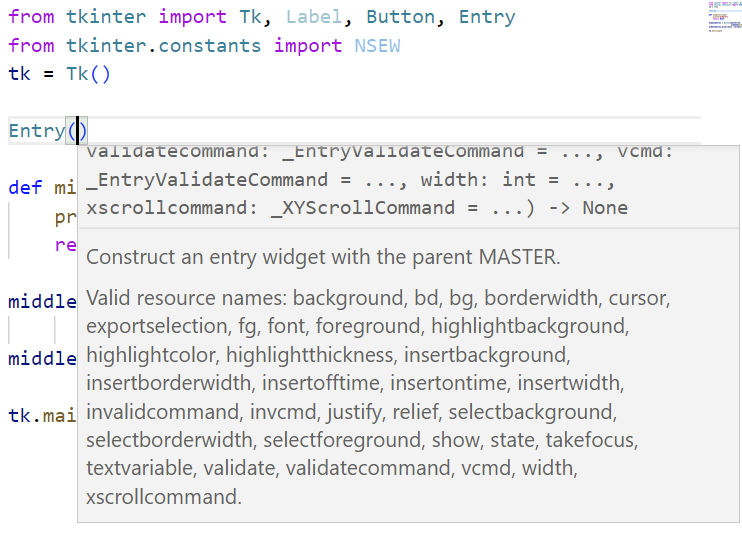 from tkinter import Tk, Label, Button, Entry
from tkinter.constants import NSEW
tk = Tk()
Entry()
validatecommand: _EntryValidateCommand = ..., vcmd:
_EntryValidateCommand = ..., width: int = ...,
xscrollcommand: _XYScrollCommand = ...) -> None
def mi
pr
re
Construct an entry widget with the parent MASTER.
Valid resource names: background, bd, bg, borderwidth, cursor,
exportselection, fg, font, foreground, highlightbackground,
highlightcolor, highlightthickness, insertbackground,
insertborderwidth, insertofftime, insertontime, insertwidth,
invalidcommand, invcmd, justify, relief, selectbackground,
selectborderwidth, selectforeground, show, state, takefocus,
textvariable, validate, validatecommand, vcmd, width,
xscrollcommand.
middle
middle
tk.mai